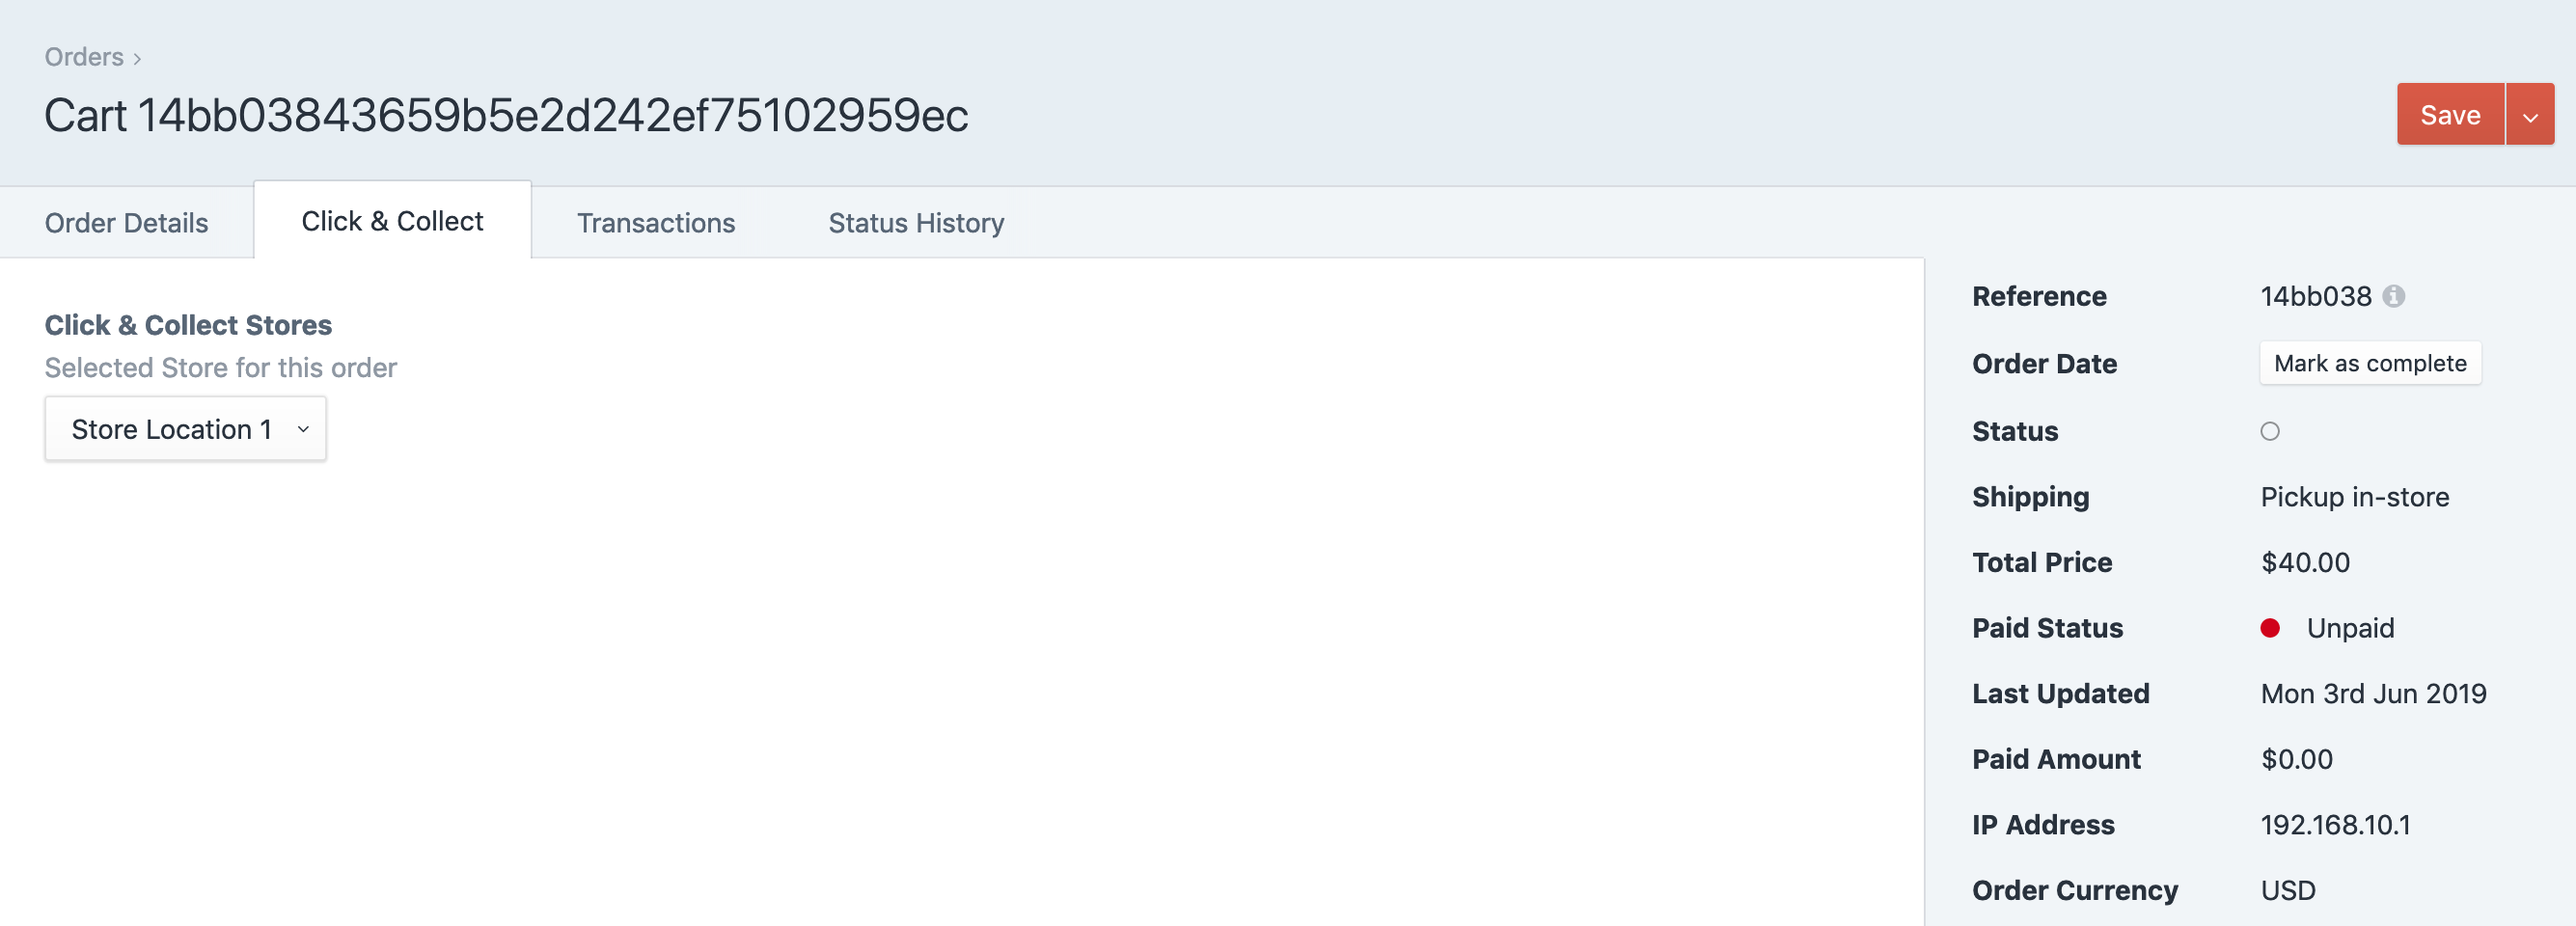 Orders
Cart 14bb03843659b5e2d242ef75102959ec
Save
Order Details
Click & Collect
Transactions
Status History
Click & Collect Stores
Selected Store for this order
Store Location 1
Reference 14bb038
Order Date Mark as complete
Status
Shipping Pickup in-store
Total Price $40.00
Paid Status Unpaid
Last Updated Mon 3rd Jun 2019
Paid Amount $0.00
IP Address 192.168.10.1
Order Currency USD